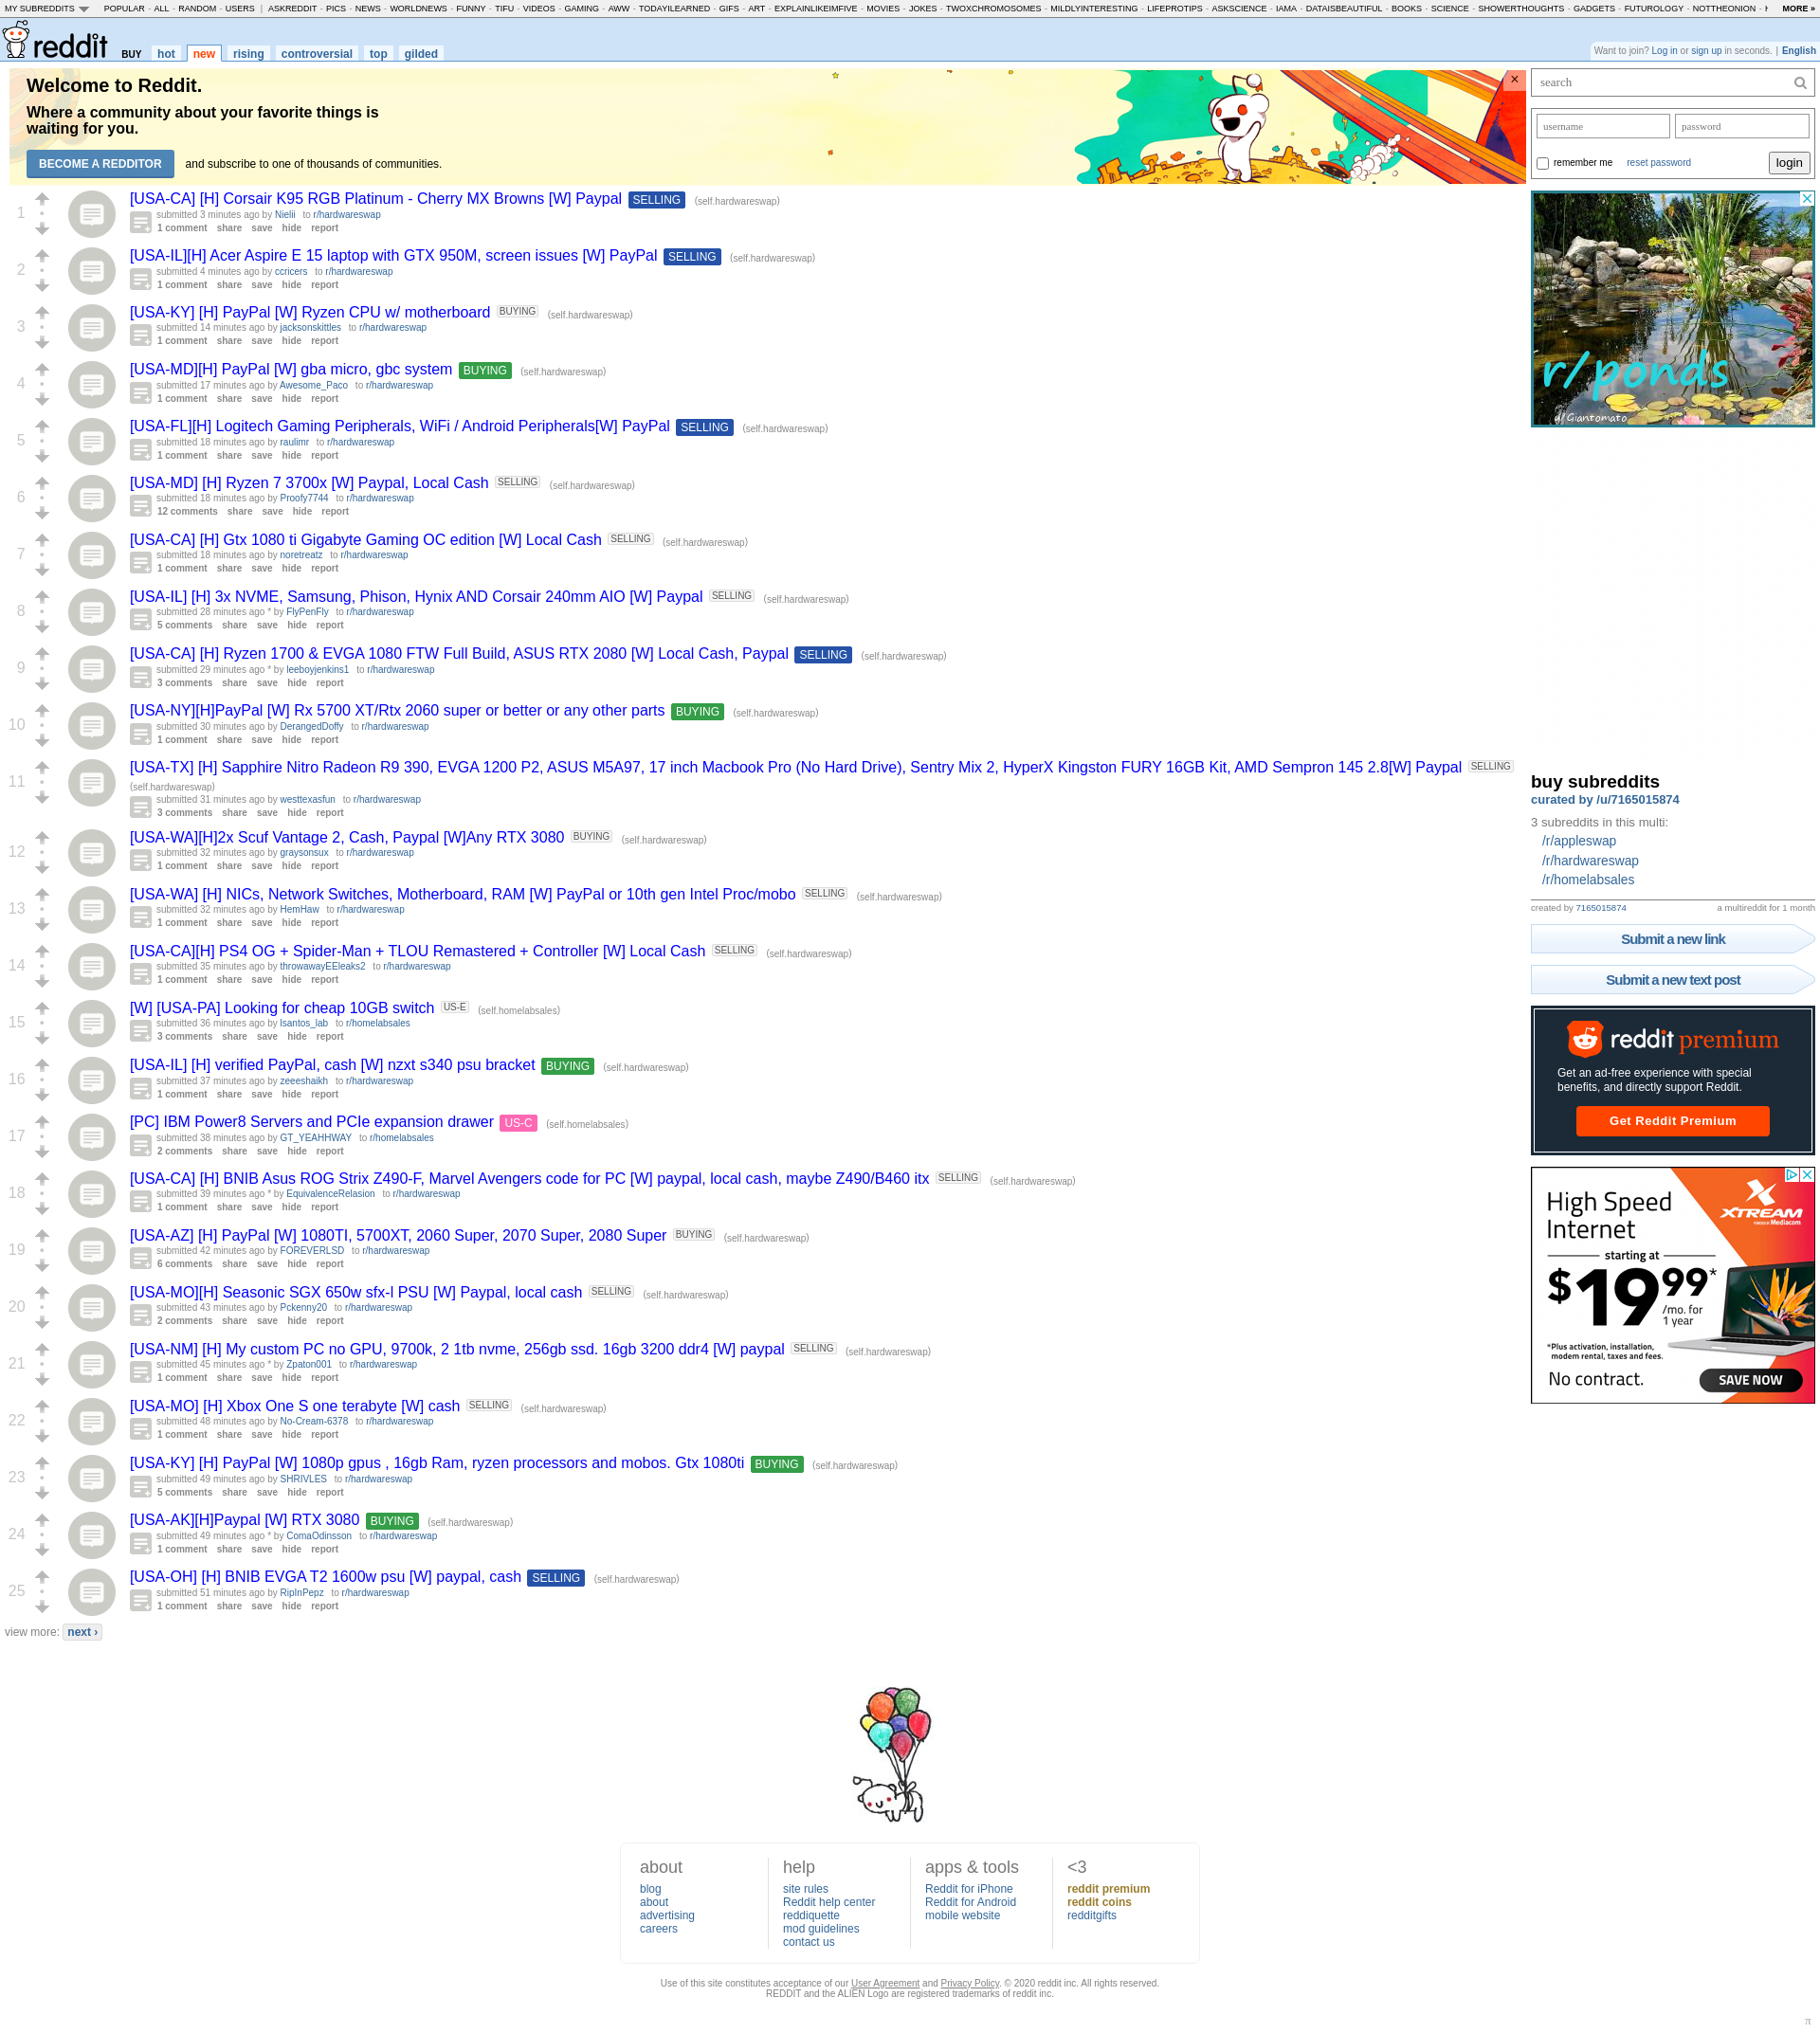 MY SUBREDDITS POPULAR - ALL - RANDOM - USERS | ASKREDDIT - PICS - NEWS - WORLDNEWS - FUNNY - TIFU - VIDEOS - GAMING - AWW - TODAYILEARNED - GIFS - ART - EXPLAINLIKEIMFIVE - MOVIES - JOKES - TWOXCHROMOSOMES - MILDLYINTERESTING - LIFEPROTIPS - ASKSCIENCE - IAMA - DATAISBEAUTIFUL - BOOKS - SCIENCE - SHOWERTHOUGHTS - GADGETS - FUTUROLOGY - NOTTHEONION - MORE »
reddit BUY hot new rising controversial top gilded
Want to join? Log in or sign up in seconds. | English
Welcome to Reddit.
Where a community about your favorite things is
waiting for you.
BECOME A REDDITOR and subscribe to one of thousands of communities.
×
1
[USA-CA] [H] Corsair K95 RGB Platinum - Cherry MX Browns [W] Paypal SELLING (self.hardwareswap)
submitted 3 minutes ago by Nielii to r/hardwareswap
1 comment share save hide report
2
[USA-IL][H] Acer Aspire E 15 laptop with GTX 950M, screen issues [W] PayPal SELLING (self.hardwareswap)
submitted 4 minutes ago by ccricers to r/hardwareswap
1 comment share save hide report
3
[USA-KY] [H] PayPal [W] Ryzen CPU w/ motherboard BUYING (self.hardwareswap)
submitted 14 minutes ago by jacksonskittles to r/hardwareswap
1 comment share save hide report
4
[USA-MD][H] PayPal [W] gba micro, gbc system BUYING (self.hardwareswap)
submitted 17 minutes ago by Awesome_Paco to r/hardwareswap
1 comment share save hide report
5
[USA-FL][H] Logitech Gaming Peripherals, WiFi / Android Peripherals[W] PayPal SELLING (self.hardwareswap)
submitted 18 minutes ago by raulimr to r/hardwareswap
1 comment share save hide report
6
[USA-MD] [H] Ryzen 7 3700x [W] Paypal, Local Cash SELLING (self.hardwareswap)
submitted 18 minutes ago by Proofy7744 to r/hardwareswap
12 comments share save hide report
7
[USA-CA] [H] Gtx 1080 ti Gigabyte Gaming OC edition [W] Local Cash SELLING (self.hardwareswap)
submitted 18 minutes ago by noretreatz to r/hardwareswap
1 comment share save hide report
8
[USA-IL] [H] 3x NVME, Samsung, Phison, Hynix AND Corsair 240mm AIO [W] Paypal SELLING (self.hardwareswap)
submitted 28 minutes ago * by FlyPenFly to r/hardwareswap
5 comments share save hide report
9
[USA-CA] [H] Ryzen 1700 & EVGA 1080 FTW Full Build, ASUS RTX 2080 [W] Local Cash, Paypal SELLING (self.hardwareswap)
submitted 29 minutes ago * by leeboyjenkins1 to r/hardwareswap
3 comments share save hide report
10
[USA-NY][H]PayPal [W] Rx 5700 XT/Rtx 2060 super or better or any other parts BUYING (self.hardwareswap)
submitted 30 minutes ago by DerangedDoffy to r/hardwareswap
1 comment share save hide report
11
[USA-TX] [H] Sapphire Nitro Radeon R9 390, EVGA 1200 P2, ASUS M5A97, 17 inch Macbook Pro (No Hard Drive), Sentry Mix 2, HyperX Kingston FURY 16GB Kit, AMD Sempron 145 2.8[W] Paypal SELLING
(self.hardwareswap)
submitted 31 minutes ago by westtexasfun to r/hardwareswap
3 comments share save hide report
12
[USA-WA][H]2x Scuf Vantage 2, Cash, Paypal [W]Any RTX 3080 BUYING (self.hardwareswap)
submitted 32 minutes ago by graysonsux to r/hardwareswap
1 comment share save hide report
13
[USA-WA] [H] NICs, Network Switches, Motherboard, RAM [W] PayPal or 10th gen Intel Proc/mobo SELLING (self.hardwareswap)
submitted 32 minutes ago by HemHaw to r/hardwareswap
1 comment share save hide report
14
[USA-CA][H] PS4 OG + Spider-Man + TLOU Remastered + Controller [W] Local Cash SELLING (self.hardwareswap)
submitted 35 minutes ago by throwawayEEleaks2 to r/hardwareswap
1 comment share save hide report
15
[W] [USA-PA] Looking for cheap 10GB switch US-E (self.homelabsales)
submitted 36 minutes ago by lsantos_lab to r/homelabsales
3 comments share save hide report
16
[USA-IL] [H] verified PayPal, cash [W] nzxt s340 psu bracket BUYING (self.hardwareswap)
submitted 37 minutes ago by zeeeshaikh to r/hardwareswap
1 comment share save hide report
17
[PC] IBM Power8 Servers and PCIe expansion drawer US-C (self.homelabsales)
submitted 38 minutes ago by GT_YEAHHWAY to r/homelabsales
2 comments share save hide report
18
[USA-CA] [H] BNIB Asus ROG Strix Z490-F, Marvel Avengers code for PC [W] paypal, local cash, maybe Z490/B460 itx SELLING (self.hardwareswap)
submitted 39 minutes ago * by EquivalenceRelasion to r/hardwareswap
1 comment share save hide report
19
[USA-AZ] [H] PayPal [W] 1080TI, 5700XT, 2060 Super, 2070 Super, 2080 Super BUYING (self.hardwareswap)
submitted 42 minutes ago by FOREVERLSD to r/hardwareswap
6 comments share save hide report
20
[USA-MO][H] Seasonic SGX 650w sfx-l PSU [W] Paypal, local cash SELLING (self.hardwareswap)
submitted 43 minutes ago by Pckenny20 to r/hardwareswap
2 comments share save hide report
21
[USA-NM] [H] My custom PC no GPU, 9700k, 2 1tb nvme, 256gb ssd. 16gb 3200 ddr4 [W] paypal SELLING (self.hardwareswap)
submitted 45 minutes ago * by Zpaton001 to r/hardwareswap
1 comment share save hide report
22
[USA-MO] [H] Xbox One S one terabyte [W] cash SELLING (self.hardwareswap)
submitted 48 minutes ago by No-Cream-6378 to r/hardwareswap
1 comment share save hide report
23
[USA-KY] [H] PayPal [W] 1080p gpus , 16gb Ram, ryzen processors and mobos. Gtx 1080ti BUYING (self.hardwareswap)
submitted 49 minutes ago by SHRIVLES to r/hardwareswap
5 comments share save hide report
24
[USA-AK][H]Paypal [W] RTX 3080 BUYING (self.hardwareswap)
submitted 49 minutes ago * by ComaOdinsson to r/hardwareswap
1 comment share save hide report
25
[USA-OH] [H] BNIB EVGA T2 1600w psu [W] paypal, cash SELLING (self.hardwareswap)
submitted 51 minutes ago by RipInPepz to r/hardwareswap
1 comment share save hide report
view more: next ›
search
username password
remember me reset password login
r/ponds
u/Giantomato
buy subreddits
curated by /u/7165015874
3 subreddits in this multi:
/r/appleswap
/r/hardwareswap
/r/homelabsales
created by 7165015874 a multireddit for 1 month
Submit a new link
Submit a new text post
reddit premium
Get an ad-free experience with special
benefits, and directly support Reddit.
Get Reddit Premium
High Speed
Internet
XTREAM
POWERED BY Mediacom
starting at
$19.99*
/mo. for
1 year
*Plus activation, installation,
modem rental, taxes and fees.
No contract. SAVE NOW
about
blog
about
advertising
careers
help
site rules
Reddit help center
reddiquette
mod guidelines
contact us
apps & tools
Reddit for iPhone
Reddit for Android
mobile website
<3
reddit premium
reddit coins
redditgifts
Use of this site constitutes acceptance of our User Agreement and Privacy Policy. © 2020 reddit inc. All rights reserved.
REDDIT and the ALIEN Logo are registered trademarks of reddit inc.
π